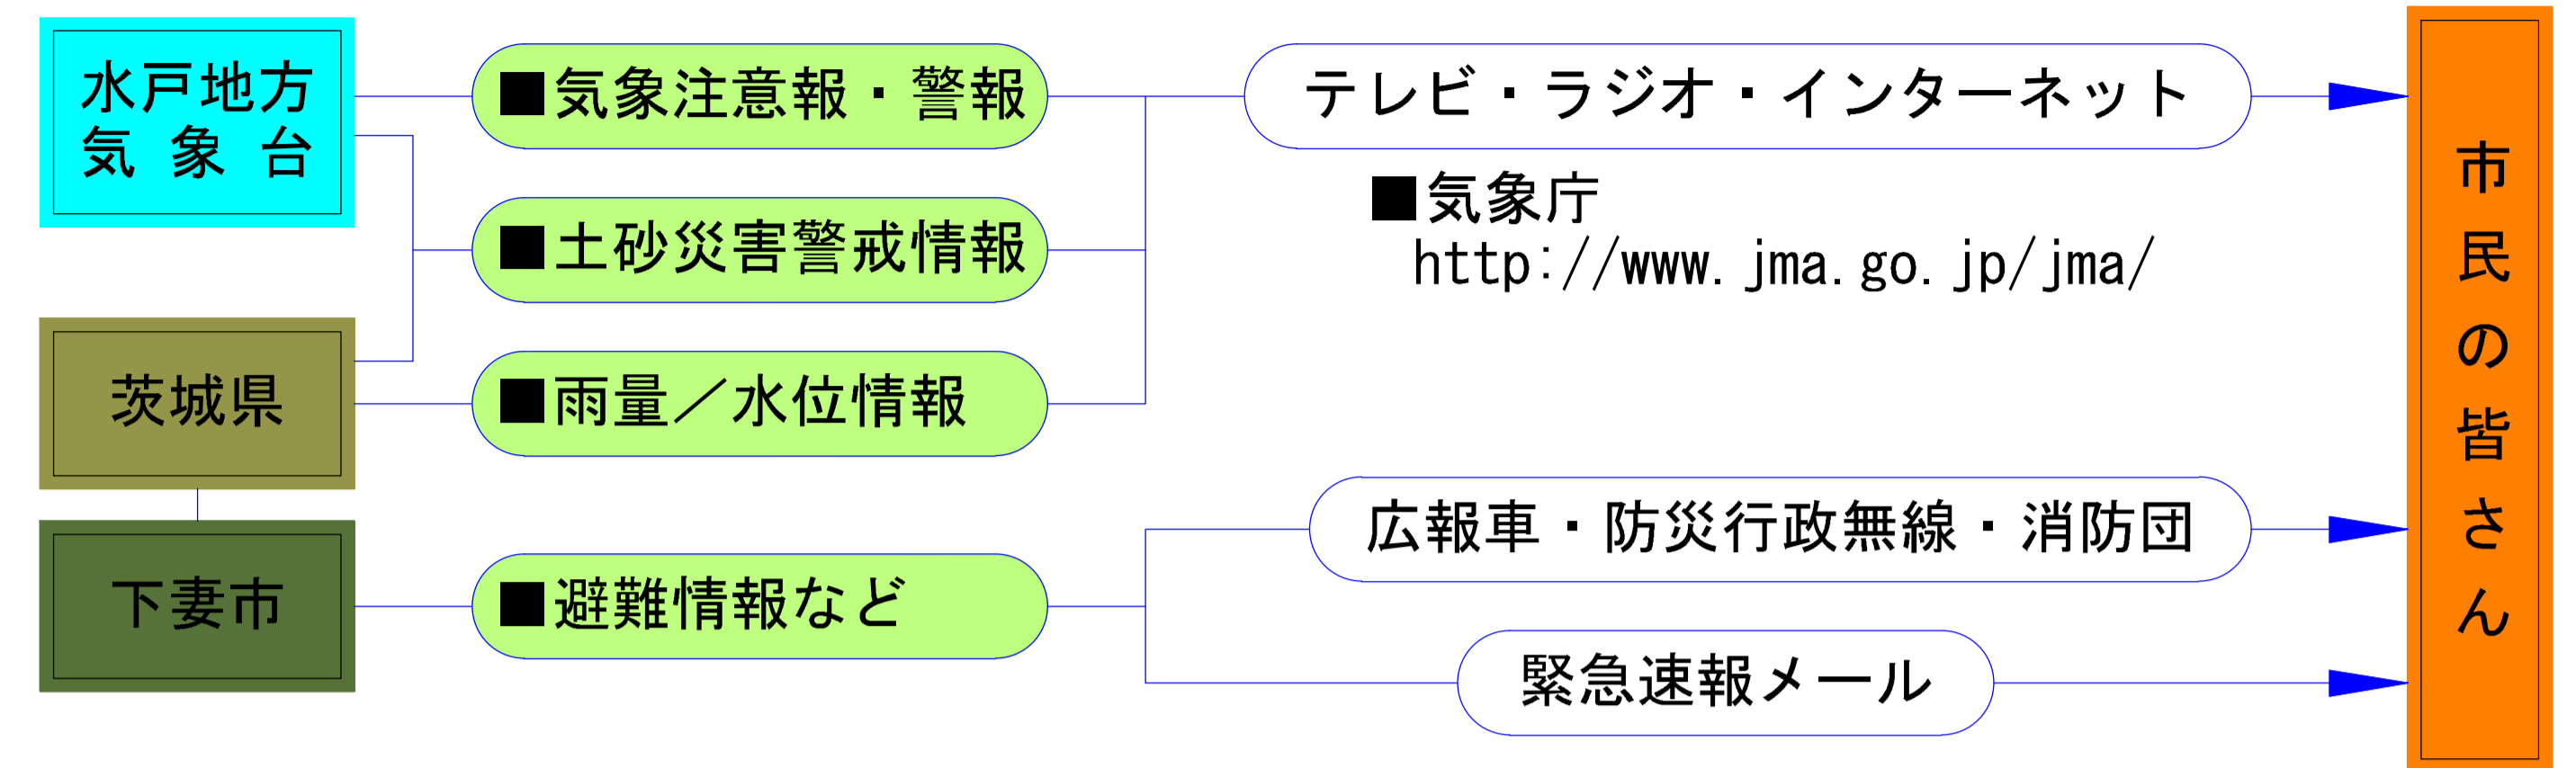 水戸地方
気象台
■気象注意報・警報
テレビ・ラジオ・インターネット
■土砂災害警戒情報
■気象庁
http://www.jma.go.jp/jma/
茨城県
■雨量／水位情報
広報車・防災行政無線・消防団
下妻市
■避難情報など
緊急速報メール
市民の皆さん